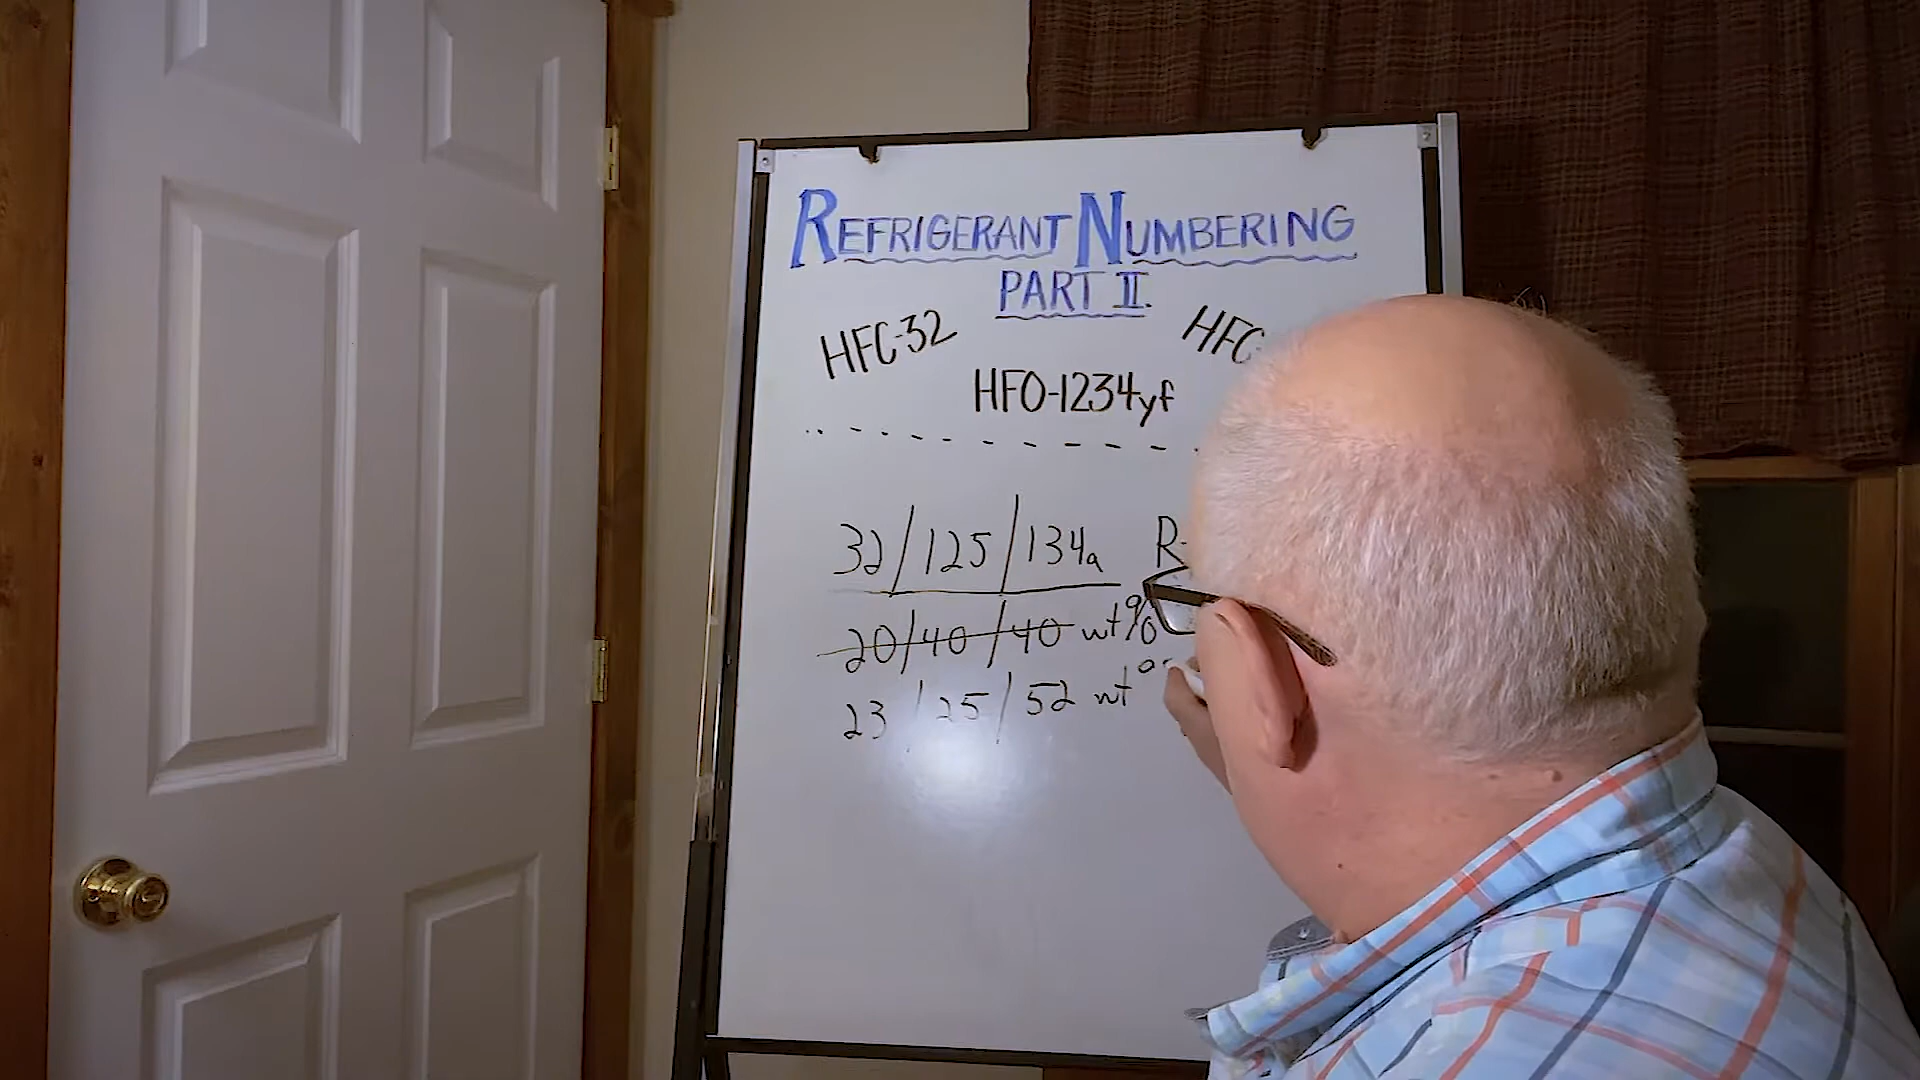 REFRIGERANT NUMBERING
PART II.
HFC-32
HFC
HFO-1234yf
32/125/134a R-
20/40/40 wt%
23/25/52 wt